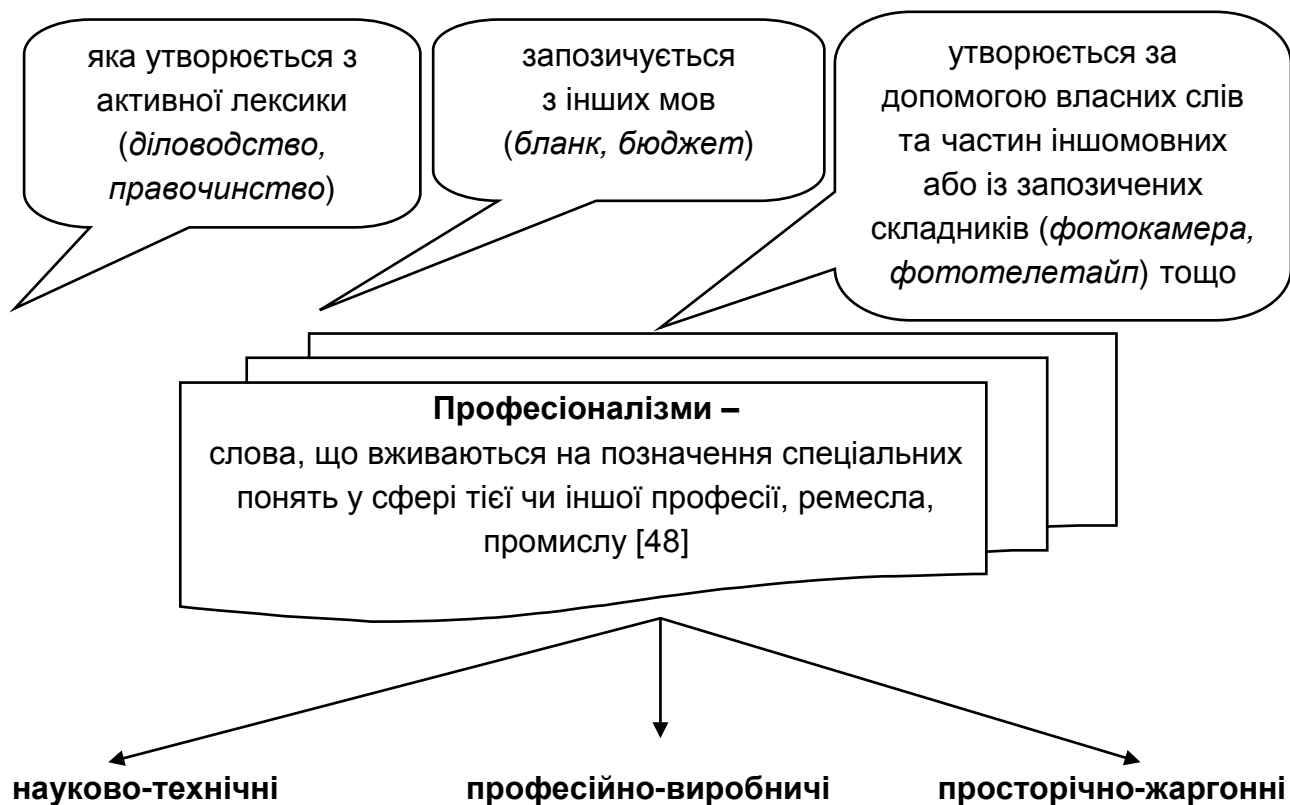 яка утворюється з
активної лексики
(діловодство,
правочинство)
запозичується
з інших мов
(бланк, бюджет)
утворюється за
допомогою власних слів
та частин іншомовних
або із запозичених
складників (фотокамера,
фототелетайп) тощо
Професіоналізми –
слова, що вживаються на позначення спеціальних
понять у сфері тієї чи іншої професії, ремесла,
промислу [48]
науково-технічні
професійно-виробничі
просторічно-жаргонні